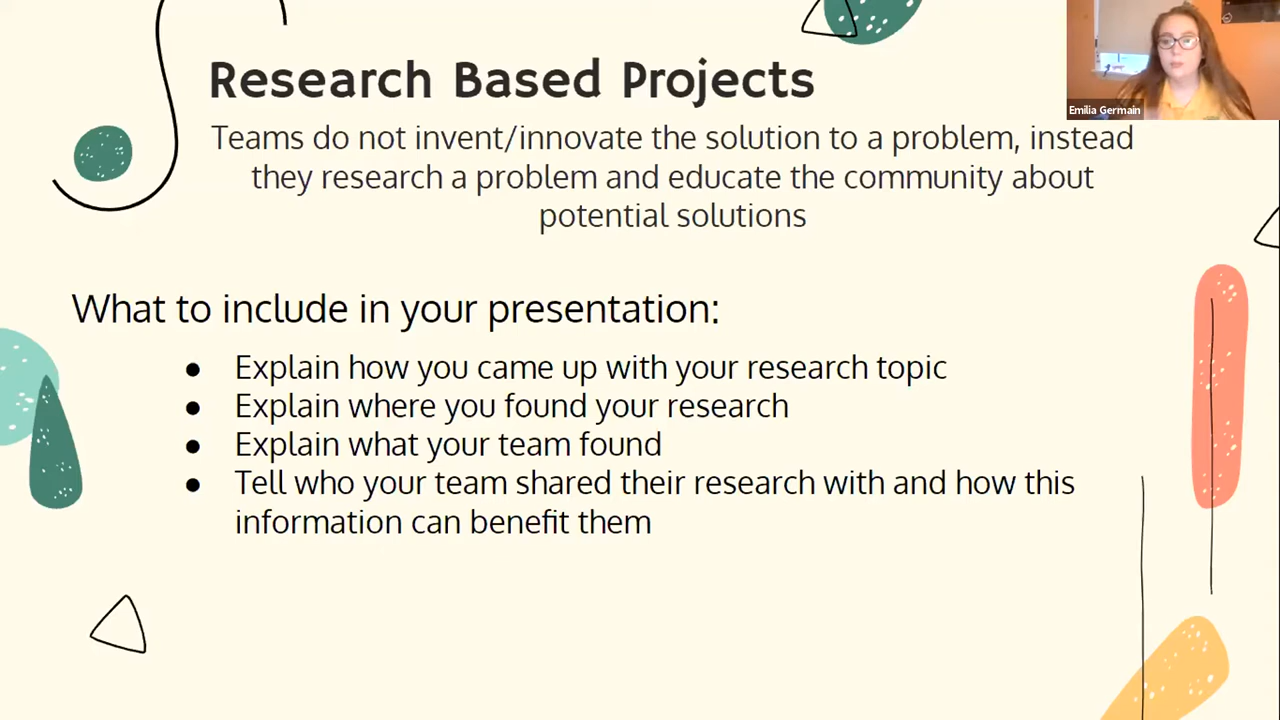 Research Based Projects
Emilia Germain
Teams do not invent/innovate the solution to a problem, instead
they research a problem and educate the community about
potential solutions
What to include in your presentation:
● Explain how you came up with your research topic
● Explain where you found your research
● Explain what your team found
● Tell who your team shared their research with and how this
information can benefit them